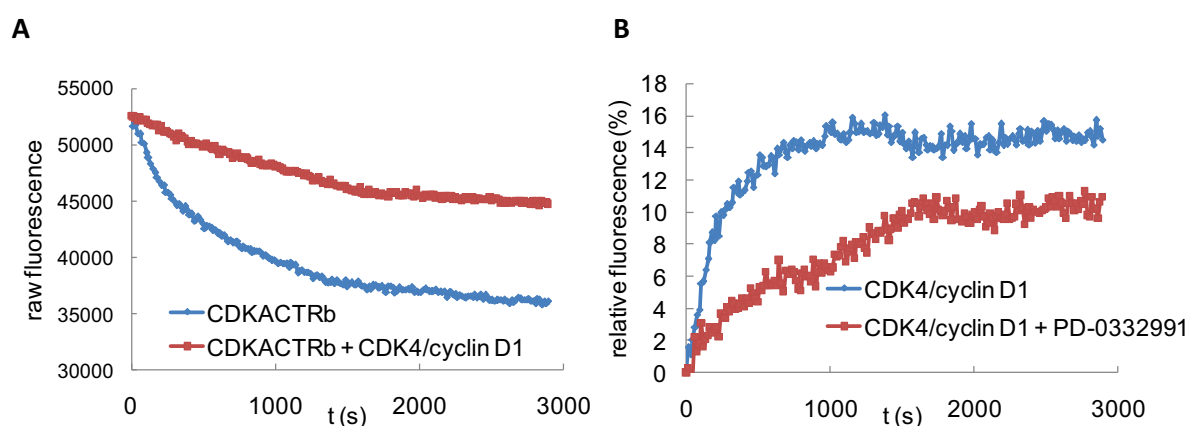 A
55000
50000
45000
40000
35000
30000
raw fluorescence
CDKACTRb
CDKACTRb + CDK4/cyclin D1
0
1000
2000
3000
t (s)
B
18
16
14
12
10
8
6
4
2
0
relative fluorescence (%)
CDK4/cyclin D1
CDK4/cyclin D1 + PD-0332991
0
1000
2000
3000
t (s)